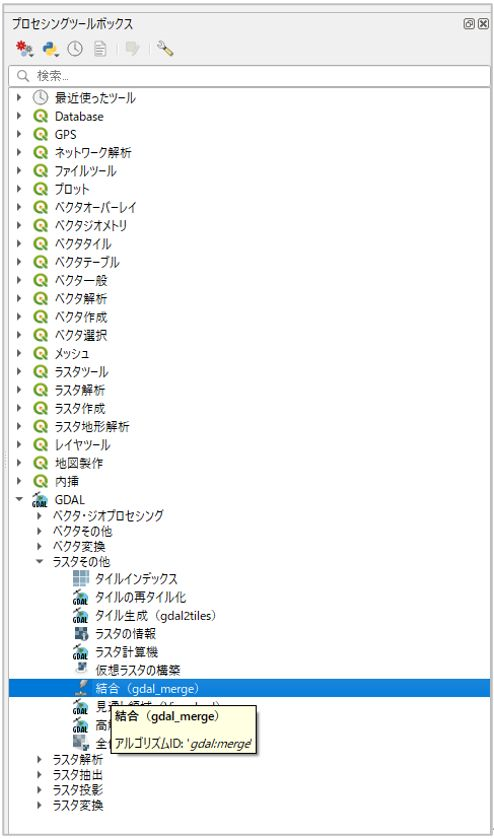 プロセシングツールボックス
検索...
最近使ったツール
Database
GPS
ネットワーク解析
ファイルツール
プロット
ベクタオーバーレイ
ベクタジオメトリ
ベクタタイル
ベクタテーブル
ベクタ一般
ベクタ解析
ベクタ作成
ベクタ選択
メッシュ
ラスタツール
ラスタ解析
ラスタ作成
ラスタ地形解析
レイヤツール
地図製作
内挿
GDAL
ベクタ・ジオプロセシング
ベクタその他
ベクタ変換
ラスタその他
タイルインデックス
タイルの再タイル化
タイル生成（gdal2tiles）
ラスタの情報
ラスタ計算機
仮想ラスタの構築
結合（gdal_merge）
結合（gdal_merge）
アルゴリズムID: 'gdal:merge'
ラスタ解析
ラスタ抽出
ラスタ投影
ラスタ変換